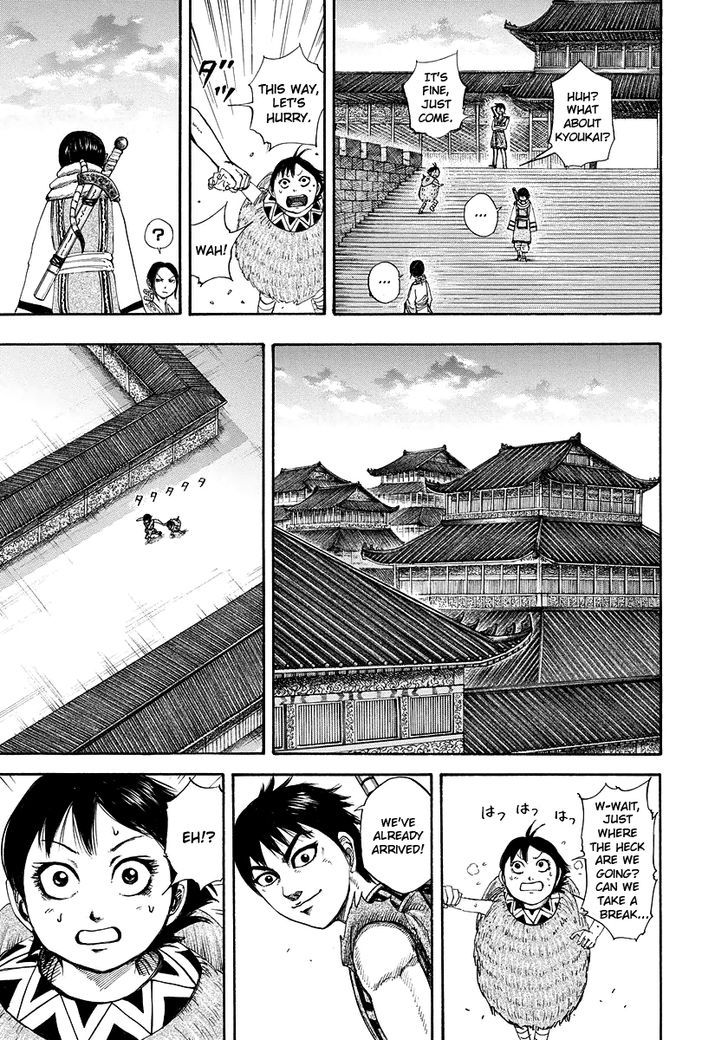 HUH?
WHAT
ABOUT
KYOUKAI?
IT'S
FINE,
JUST
COME.
...
...
THIS WAY,
LET'S
HURRY.
ダッ
WAH!
?
タタタタタ
W-WAIT,
JUST
WHERE
THE HECK
ARE WE
GOING?
CAN WE
TAKE A
BREAK...
はっ はっ はっ
WE'VE
ALREADY
ARRIVED!
EH!?